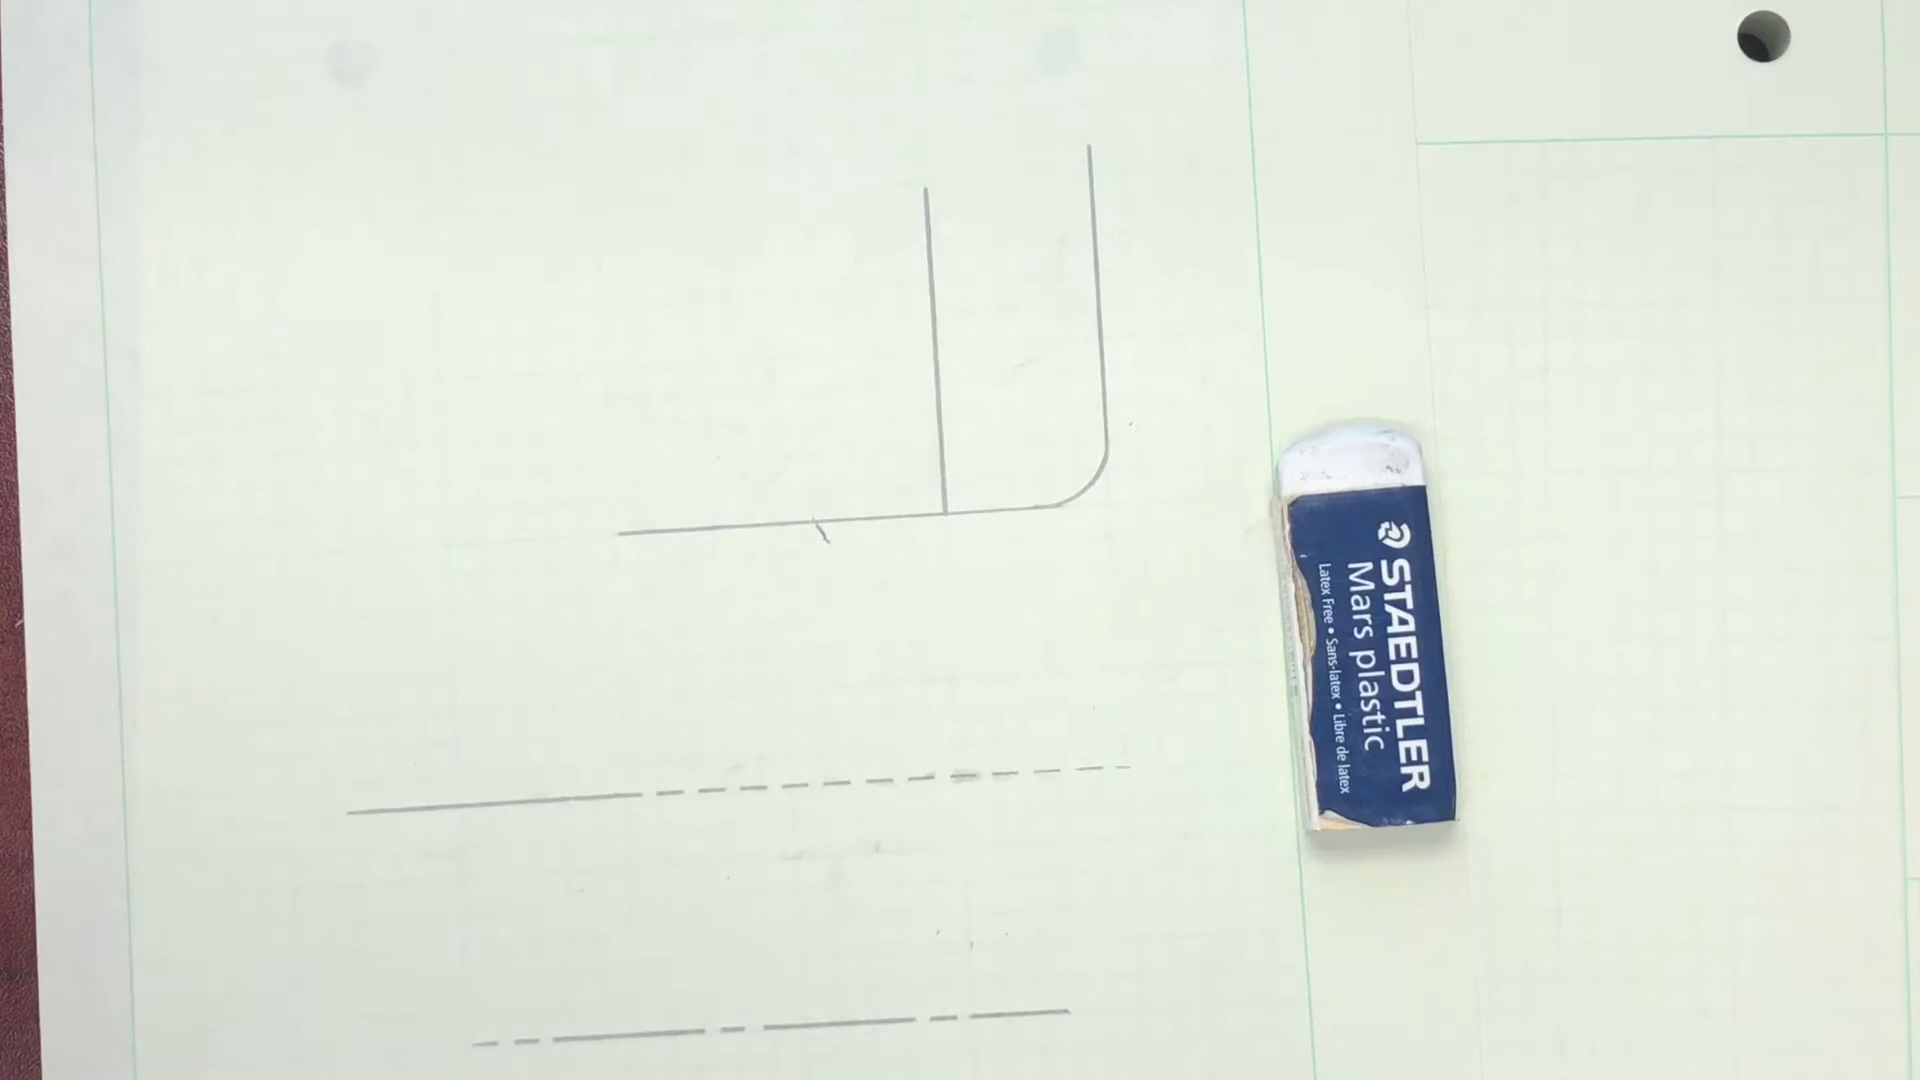 STAEDTLER
Mars plastic
Latex Free • Sans-latex • Libre de latex